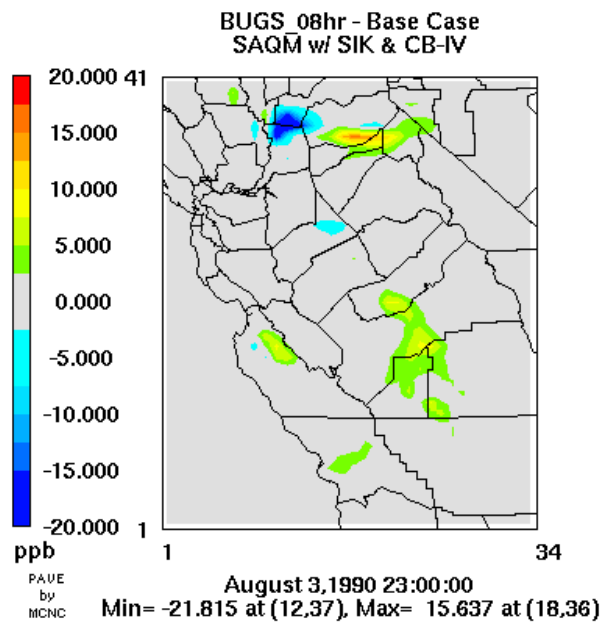 BUGS_08hr - Base Case
SAQM w/ SIK & CB-IV
20.000
15.000
10.000
5.000
0.000
-5.000
-10.000
-15.000
-20.000
ppb
PAVE
by
MCNC
41
1
1
34
August 3,1990 23:00:00
Min= -21.815 at (12,37), Max= 15.637 at (18,36)